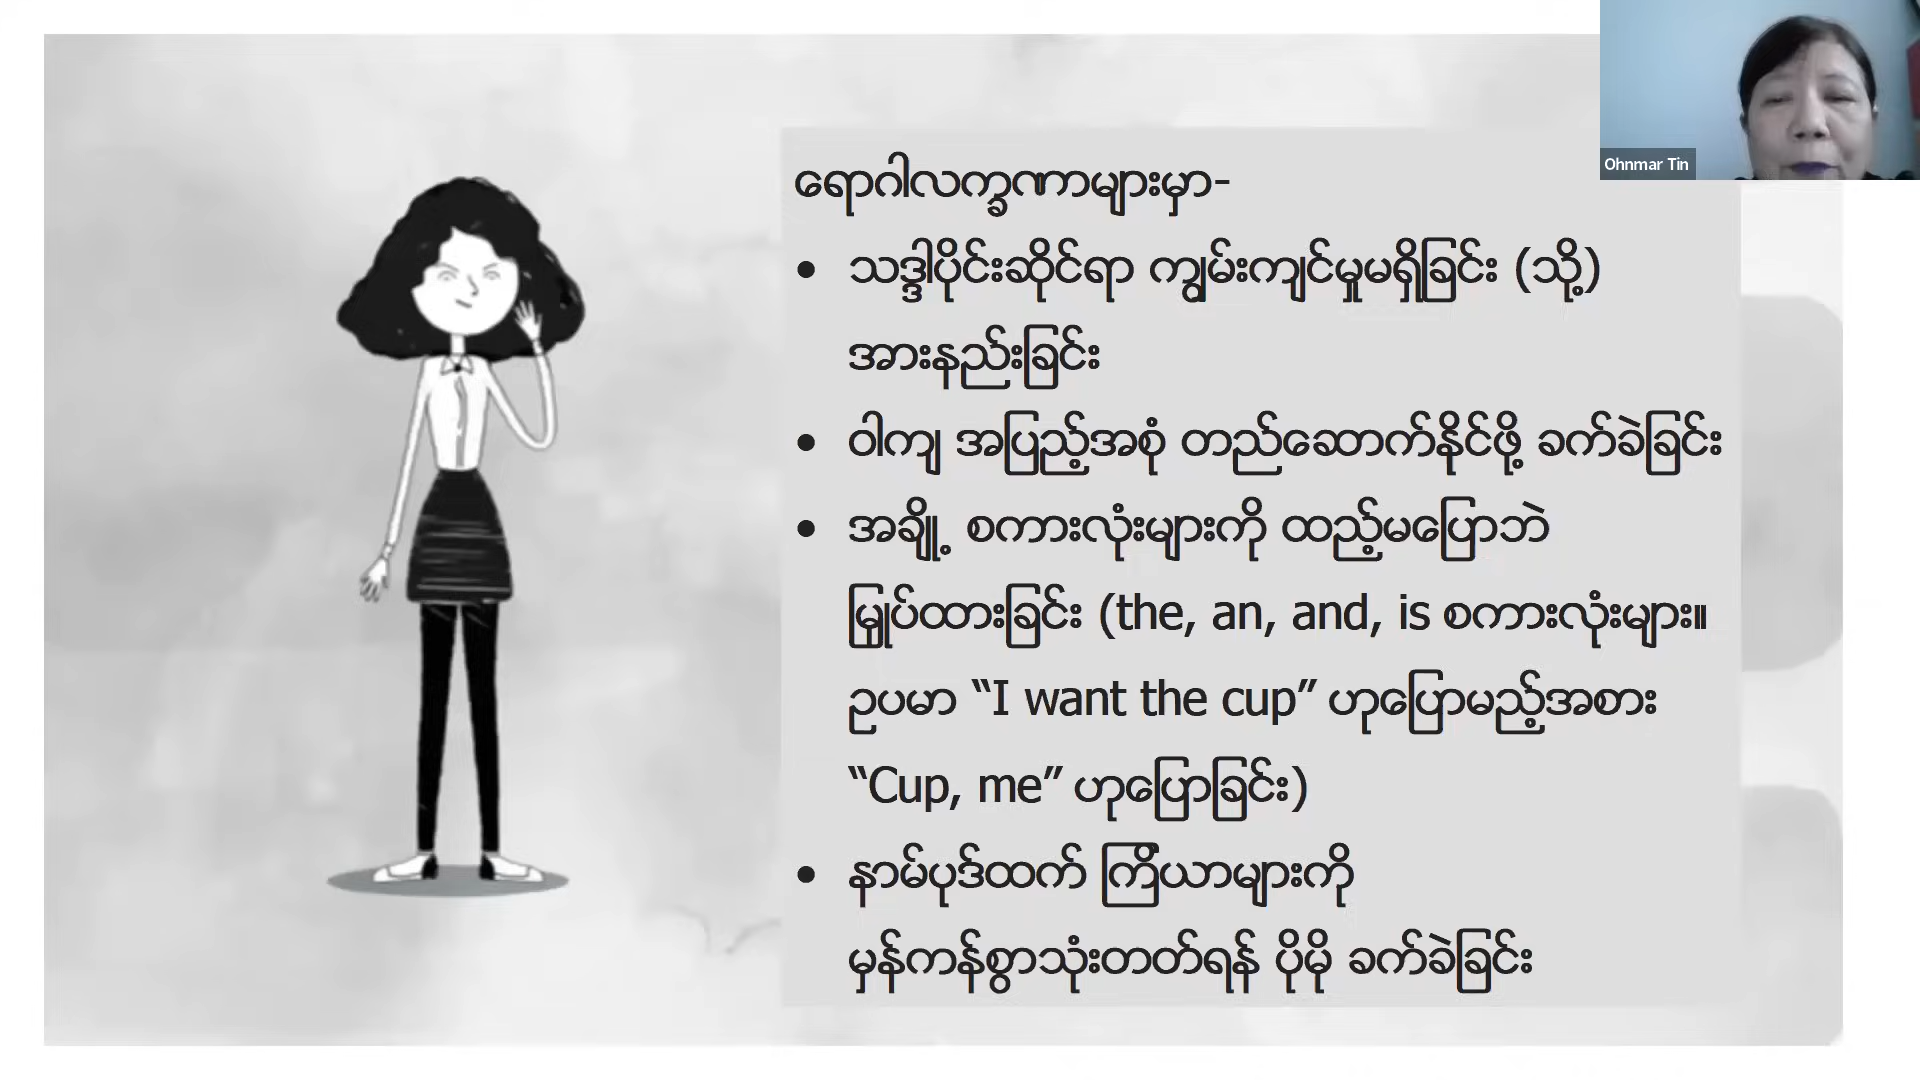 Ohnmar Tin
ရောဂါလက္ခဏာများမှာ-
• သဒ္ဒါပိုင်းဆိုင်ရာ ကျွမ်းကျင်မှုမရှိခြင်း (သို့)
အားနည်းခြင်း
• ဝါကျ အပြည့်အစုံ တည်ဆောက်နိုင်ဖို့ ခက်ခဲခြင်း
• အချို့ စကားလုံးများကို ထည့်မပြောဘဲ
မြှုပ်ထားခြင်း (the, an, and, is စကားလုံးများ။
ဥပမာ “I want the cup” ဟုပြောမည့်အစား
“Cup, me” ဟုပြောခြင်း)
• နာမ်ပုဒ်ထက် ကြိယာများကို
မှန်ကန်စွာသုံးတတ်ရန် ပိုမို ခက်ခဲခြင်း